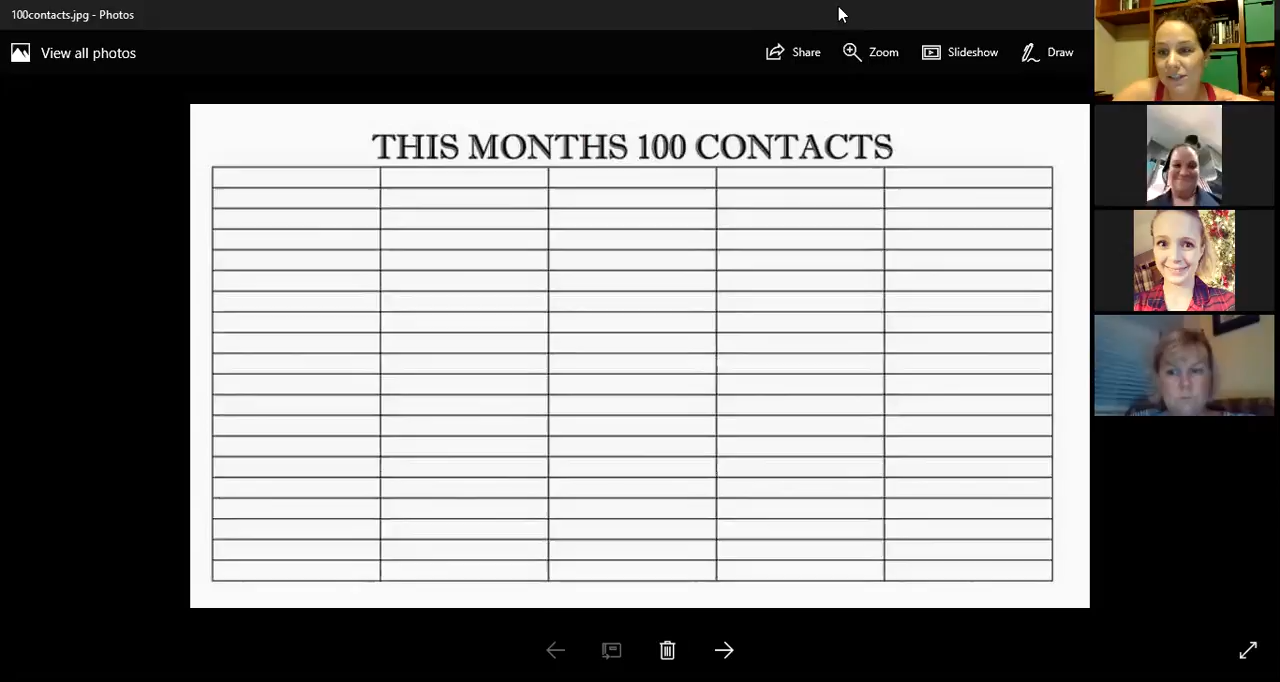 100contacts.jpg - Photos
View all photos
Share
Zoom
Slideshow
Draw
THIS MONTHS 100 CONTACTS